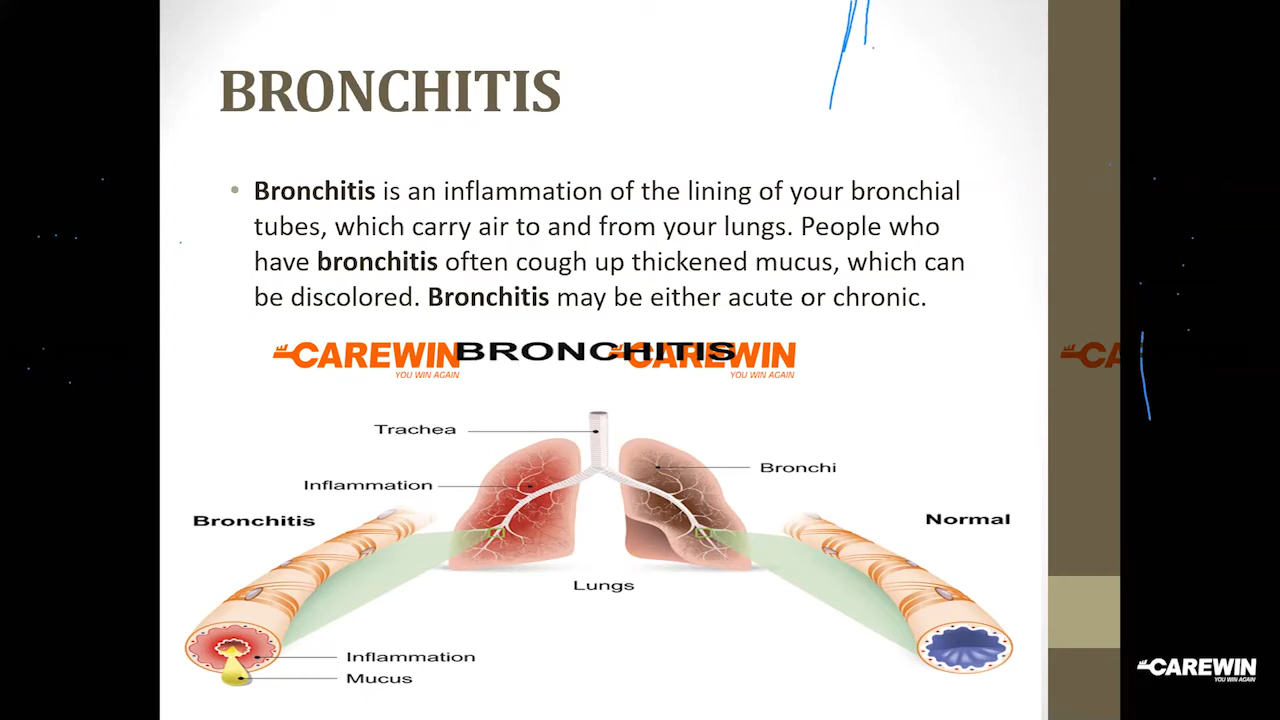 BRONCHITIS
• Bronchitis is an inflammation of the lining of your bronchial
tubes, which carry air to and from your lungs. People who
have bronchitis often cough up thickened mucus, which can
be discolored. Bronchitis may be either acute or chronic.
CAREWIN
YOU WIN AGAIN
BRONCHITIS
CAREWIN
YOU WIN AGAIN
CA
Trachea
Bronchi
Inflammation
Bronchitis
Normal
Lungs
Inflammation
Mucus
CAREWIN
YOU WIN AGAIN